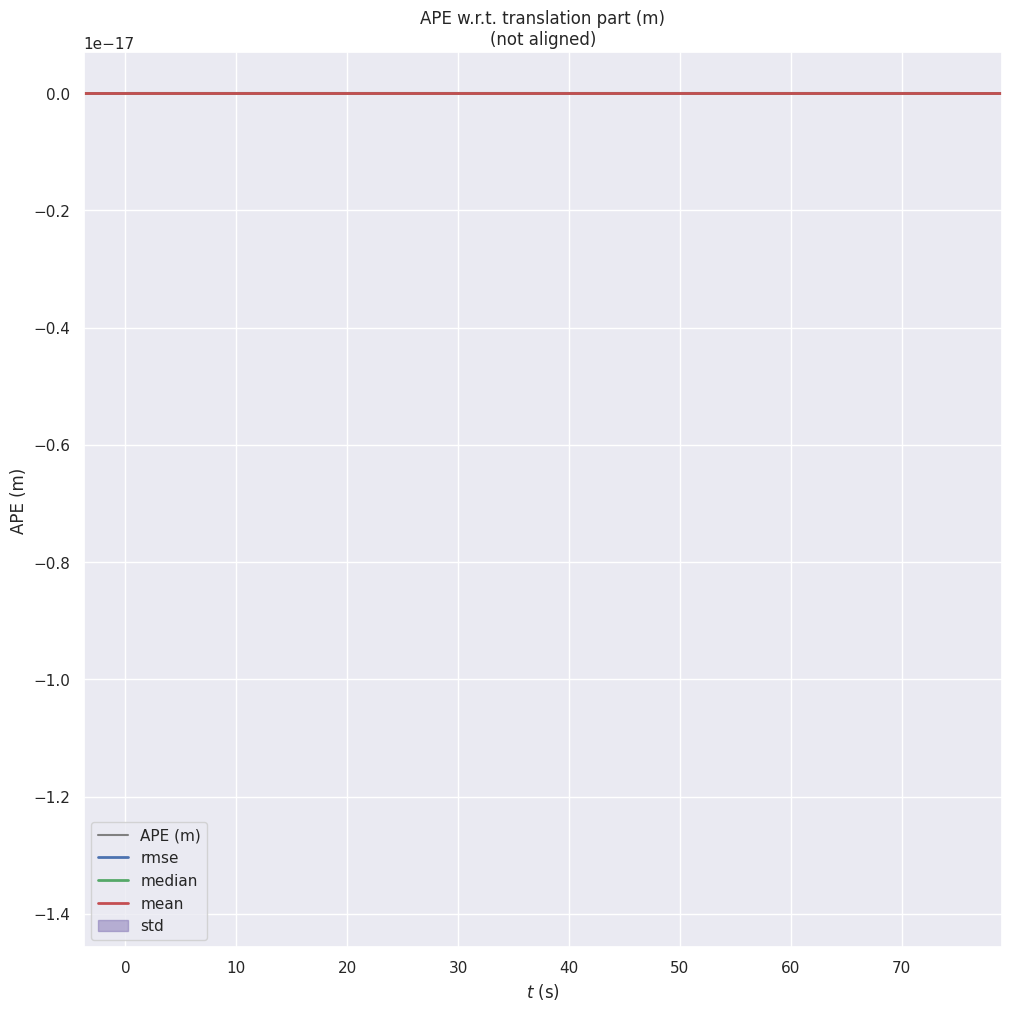 APE w.r.t. translation part (m)
(not aligned)
1e−17
0.0
−0.2
−0.4
−0.6
−0.8
−1.0
−1.2
−1.4
APE (m)
APE (m)
rmse
median
mean
std
0 10 20 30 40 50 60 70
t (s)